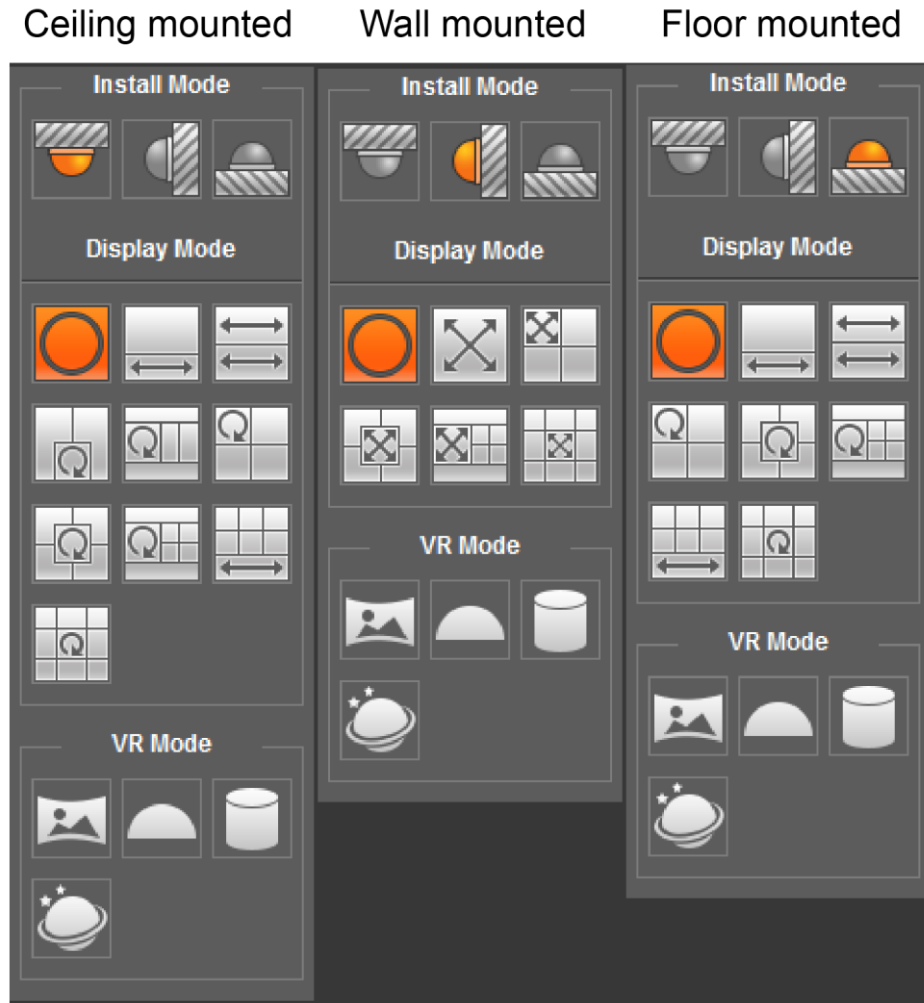 Ceiling mounted
Wall mounted
Floor mounted
Install Mode
Display Mode
VR Mode
Install Mode
Display Mode
VR Mode
Install Mode
Display Mode
VR Mode